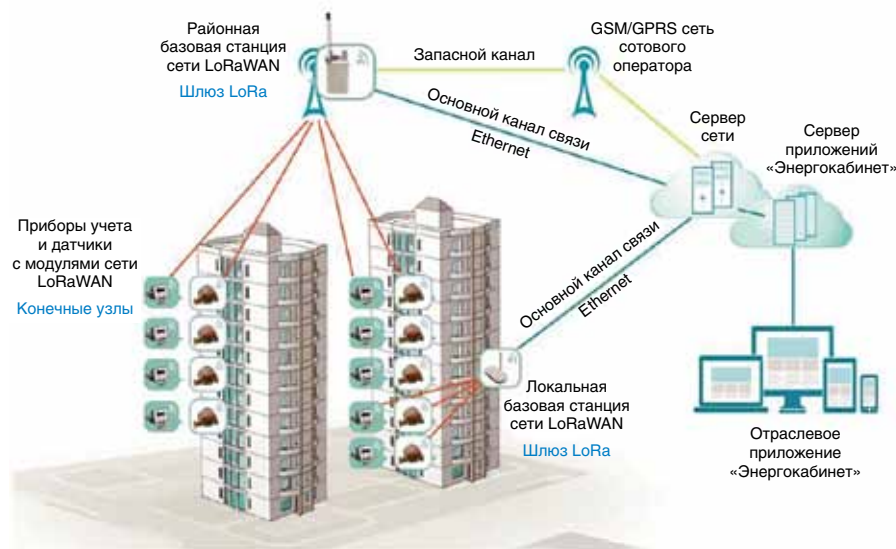 Районная
базовая станция
сети LoRaWAN
Шлюз LoRa
Запасной канал
GSM/GPRS сеть
сотового
оператора
Основной канал связи
Ethernet
Сервер
сети
Сервер
приложений
«Энергокабинет»
Приборы учета
и датчики
с модулями сети
LoRaWAN
Конечные узлы
Основной канал связи
Ethernet
Локальная
базовая станция
сети LoRaWAN
Шлюз LoRa
Отраслевое
приложение
«Энергокабинет»